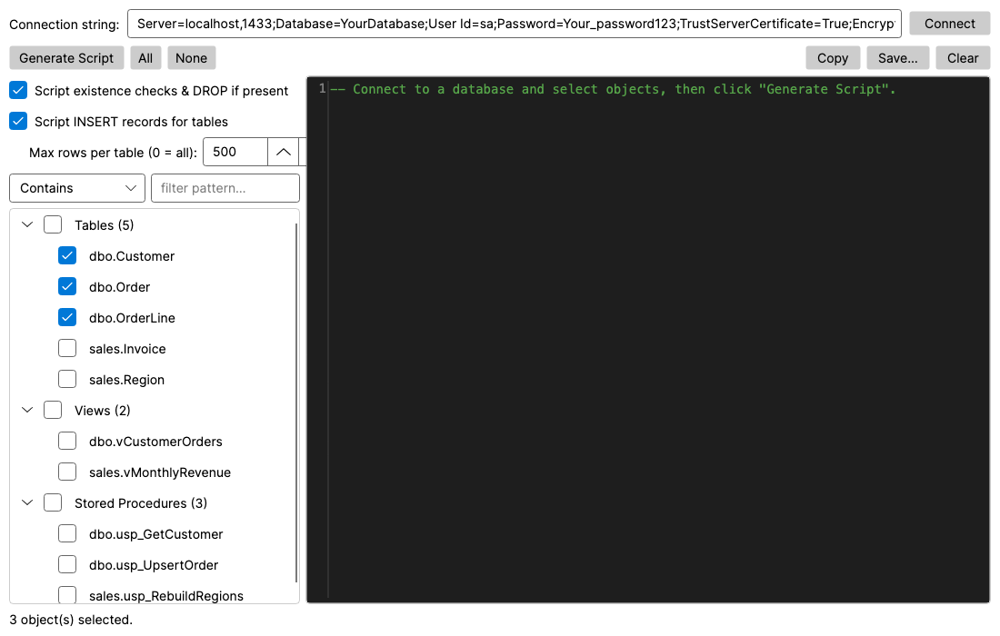 Connection string: Server=localhost,1433;Database=YourDatabase;User Id=sa;Password=Your_password123;TrustServerCertificate=True;Encryp Connect
Generate Script All None Copy Save... Clear
Script existence checks & DROP if present
Script INSERT records for tables
Max rows per table (0 = all): 500
Contains filter pattern...
Tables (5)
dbo.Customer
dbo.Order
dbo.OrderLine
sales.Invoice
sales.Region
Views (2)
dbo.vCustomerOrders
sales.vMonthlyRevenue
Stored Procedures (3)
dbo.usp_GetCustomer
dbo.usp_UpsertOrder
sales.usp_RebuildRegions
1 -- Connect to a database and select objects, then click "Generate Script".
3 object(s) selected.